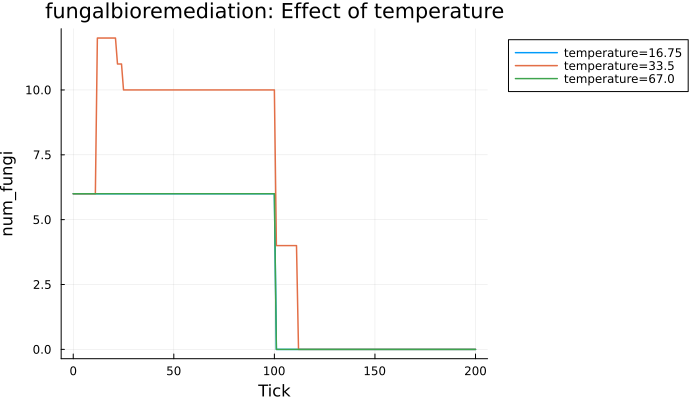 fungalbioremediation: Effect of temperature
temperature=16.75
temperature=33.5
temperature=67.0
num_fungi
10.0
7.5
5.0
2.5
0.0
0
50
100
150
200
Tick